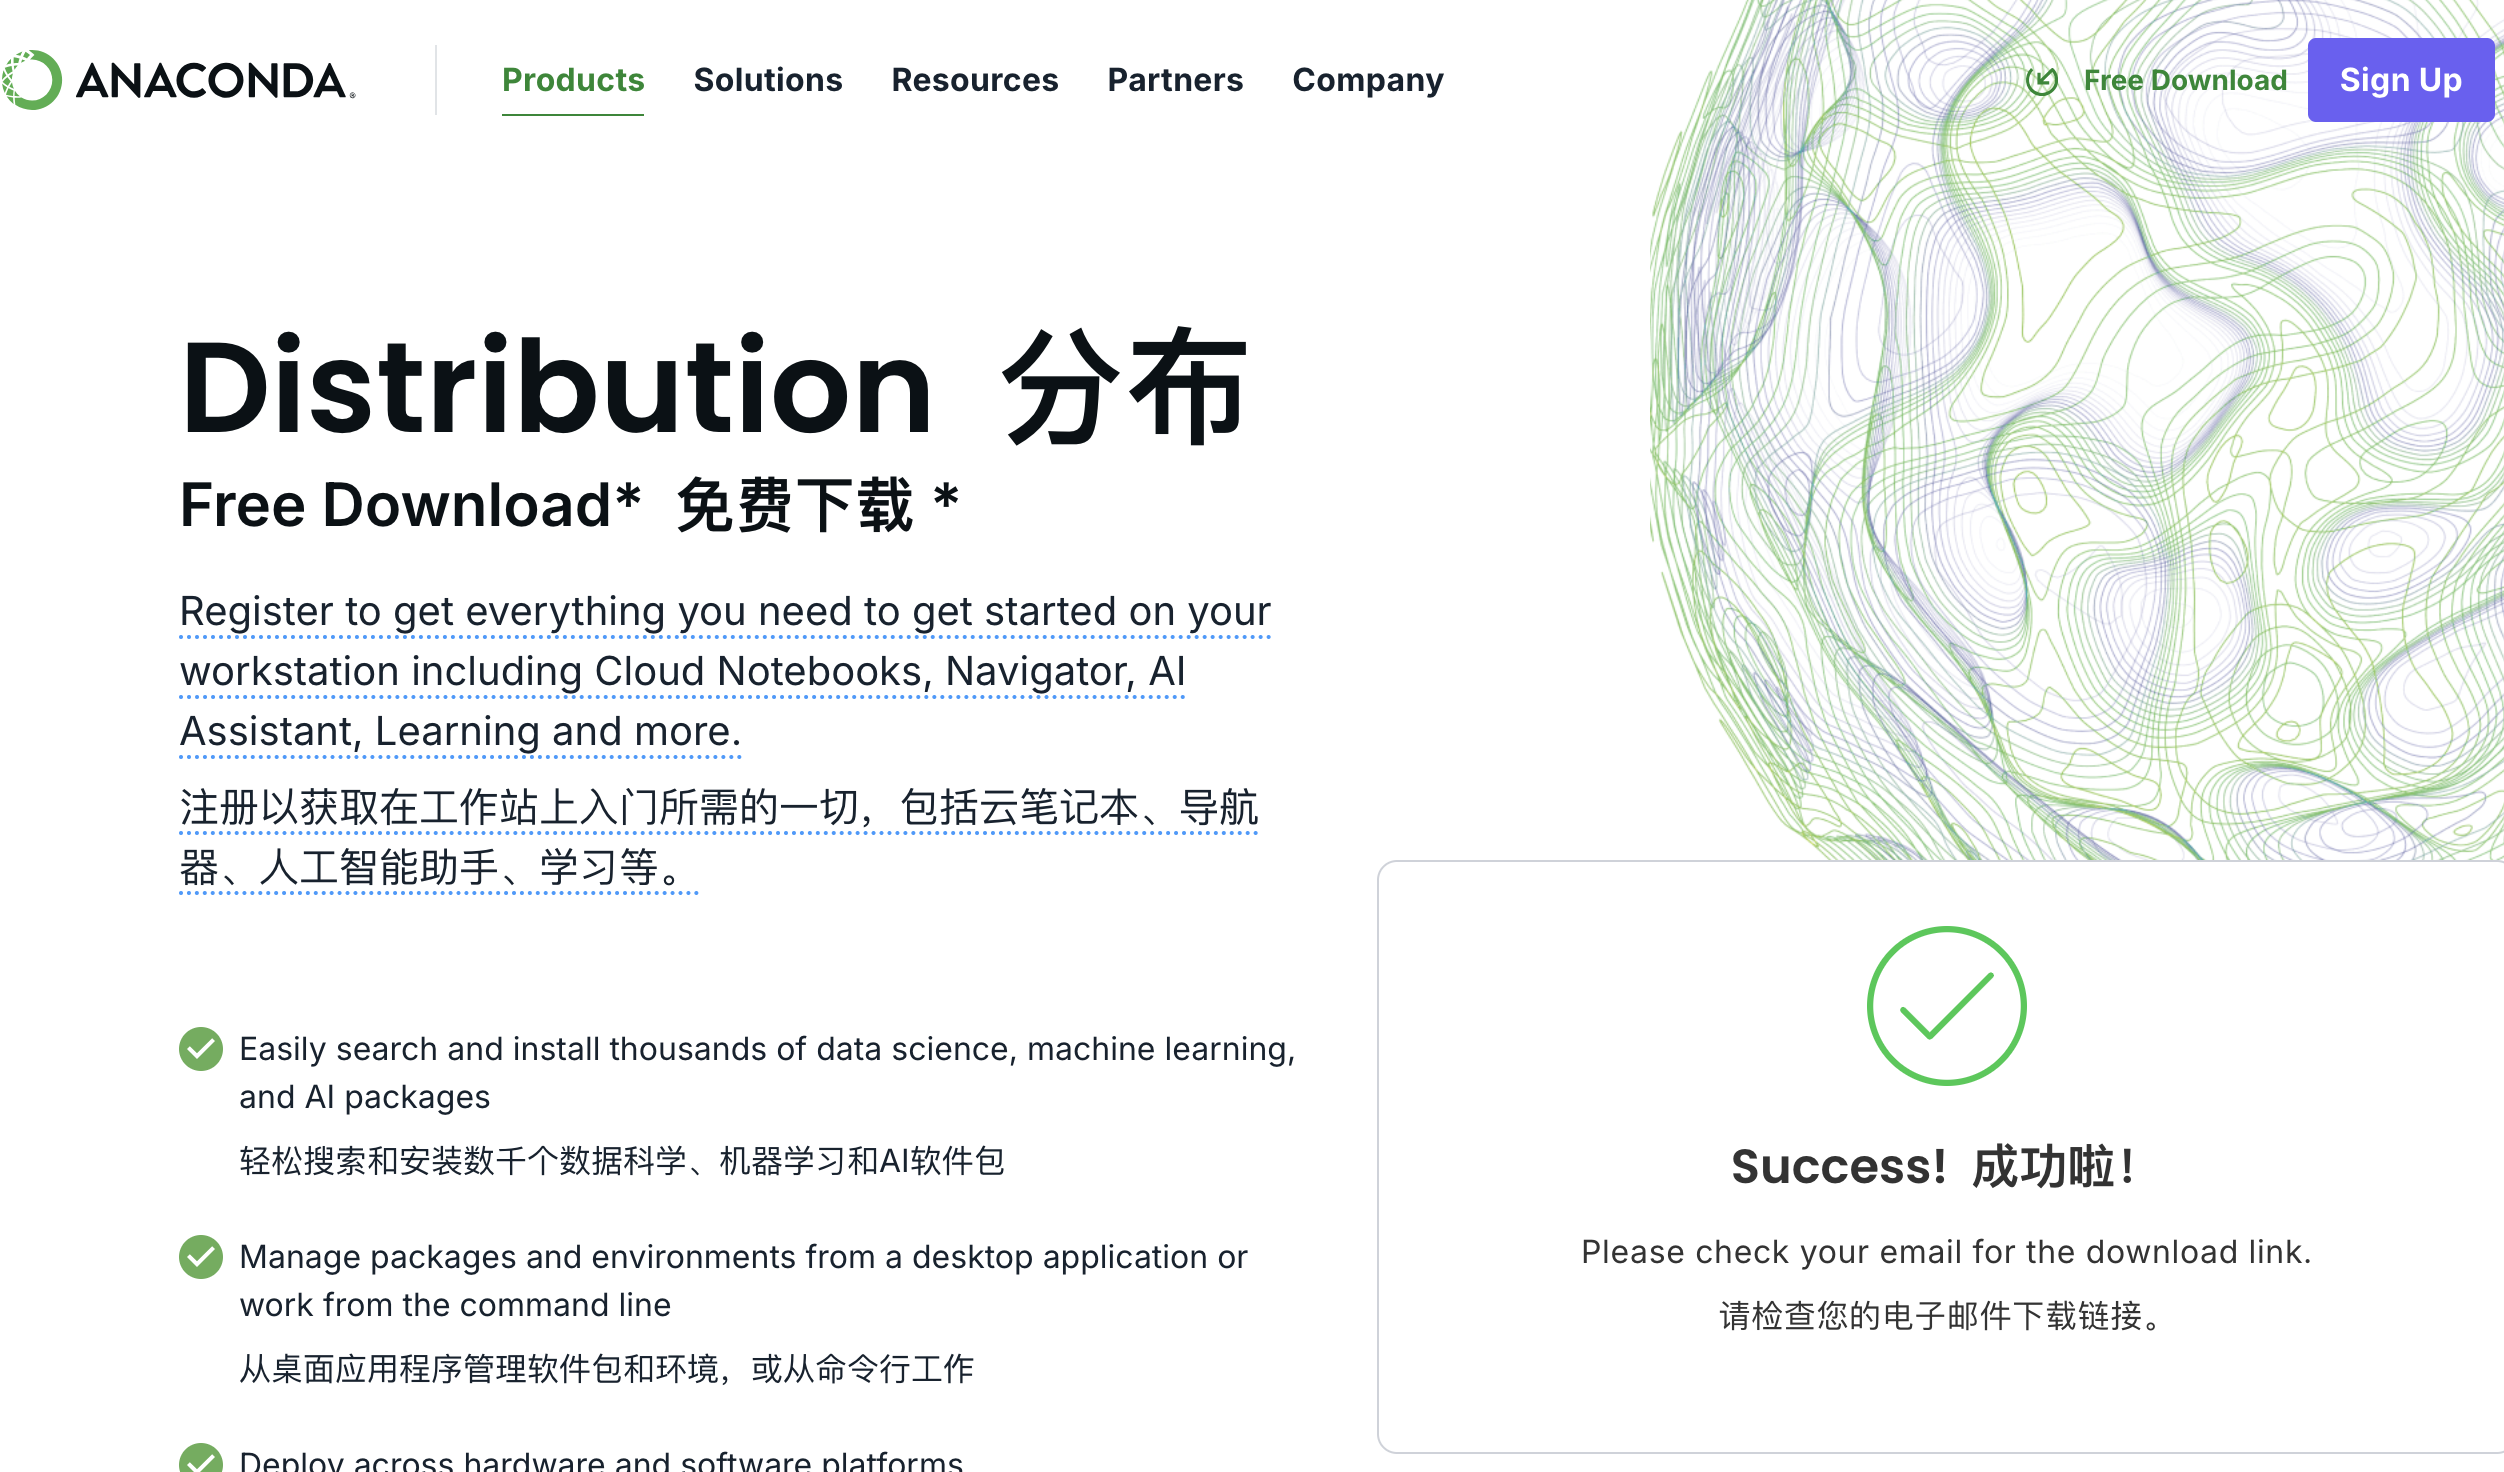 ANACONDA®
Products
Solutions
Resources
Partners
Company
Free Download
Sign Up
Distribution 分布
Free Download* 免费下载 *
Register to get everything you need to get started on your
workstation including Cloud Notebooks, Navigator, AI
Assistant, Learning and more.
注册以获取在工作站上入门所需的一切，包括云笔记本、导航
器、人工智能助手、学习等。
Easily search and install thousands of data science, machine learning,
and AI packages
轻松搜索和安装数千个数据科学、机器学习和AI软件包
Manage packages and environments from a desktop application or
work from the command line
从桌面应用程序管理软件包和环境，或从命令行工作
Deploy across hardware and software platforms
Success! 成功啦！
Please check your email for the download link.
请检查您的电子邮件下载链接。